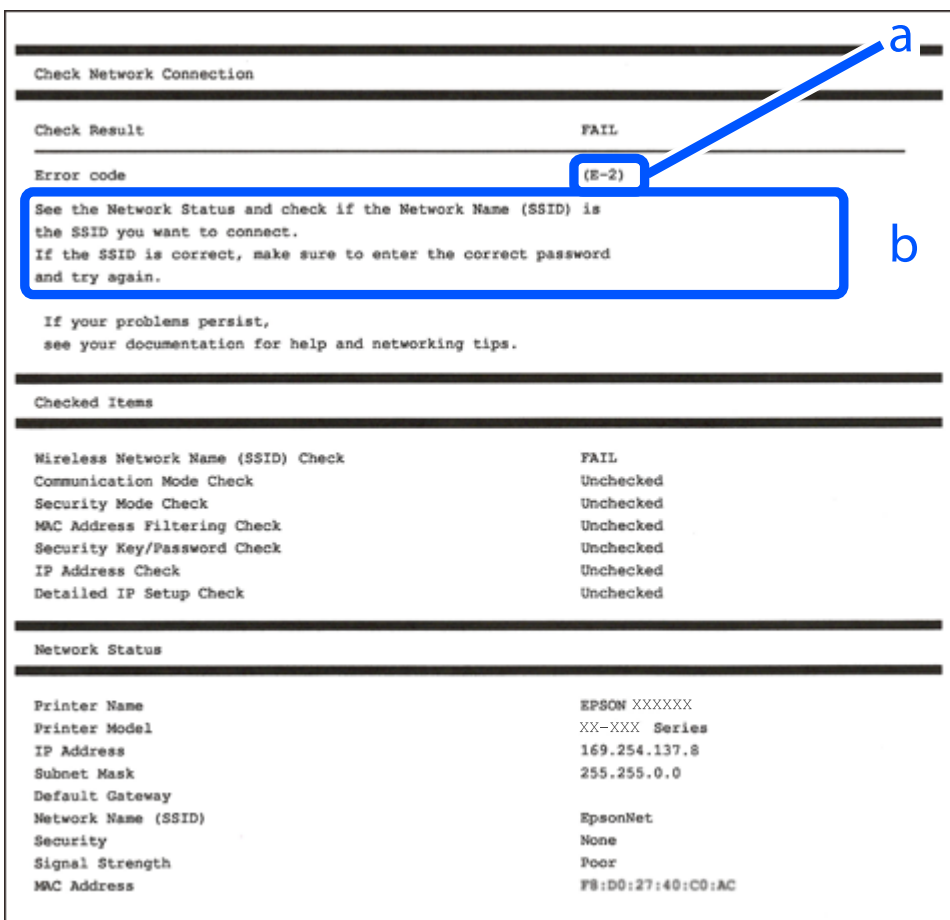 a
Check Network Connection
Check Result FAIL
Error code (E-2)
See the Network Status and check if the Network Name (SSID) is
the SSID you want to connect.
If the SSID is correct, make sure to enter the correct password
and try again.
b
If your problems persist,
see your documentation for help and networking tips.
Checked Items
Wireless Network Name (SSID) Check FAIL
Communication Mode Check Unchecked
Security Mode Check Unchecked
MAC Address Filtering Check Unchecked
Security Key/Password Check Unchecked
IP Address Check Unchecked
Detailed IP Setup Check Unchecked
Network Status
Printer Name EPSON XXXXXX
Printer Model XX-XXX Series
IP Address 169.254.137.8
Subnet Mask 255.255.0.0
Default Gateway
Network Name (SSID) EpsonNet
Security None
Signal Strength Poor
MAC Address F8:D0:27:40:C0:AC